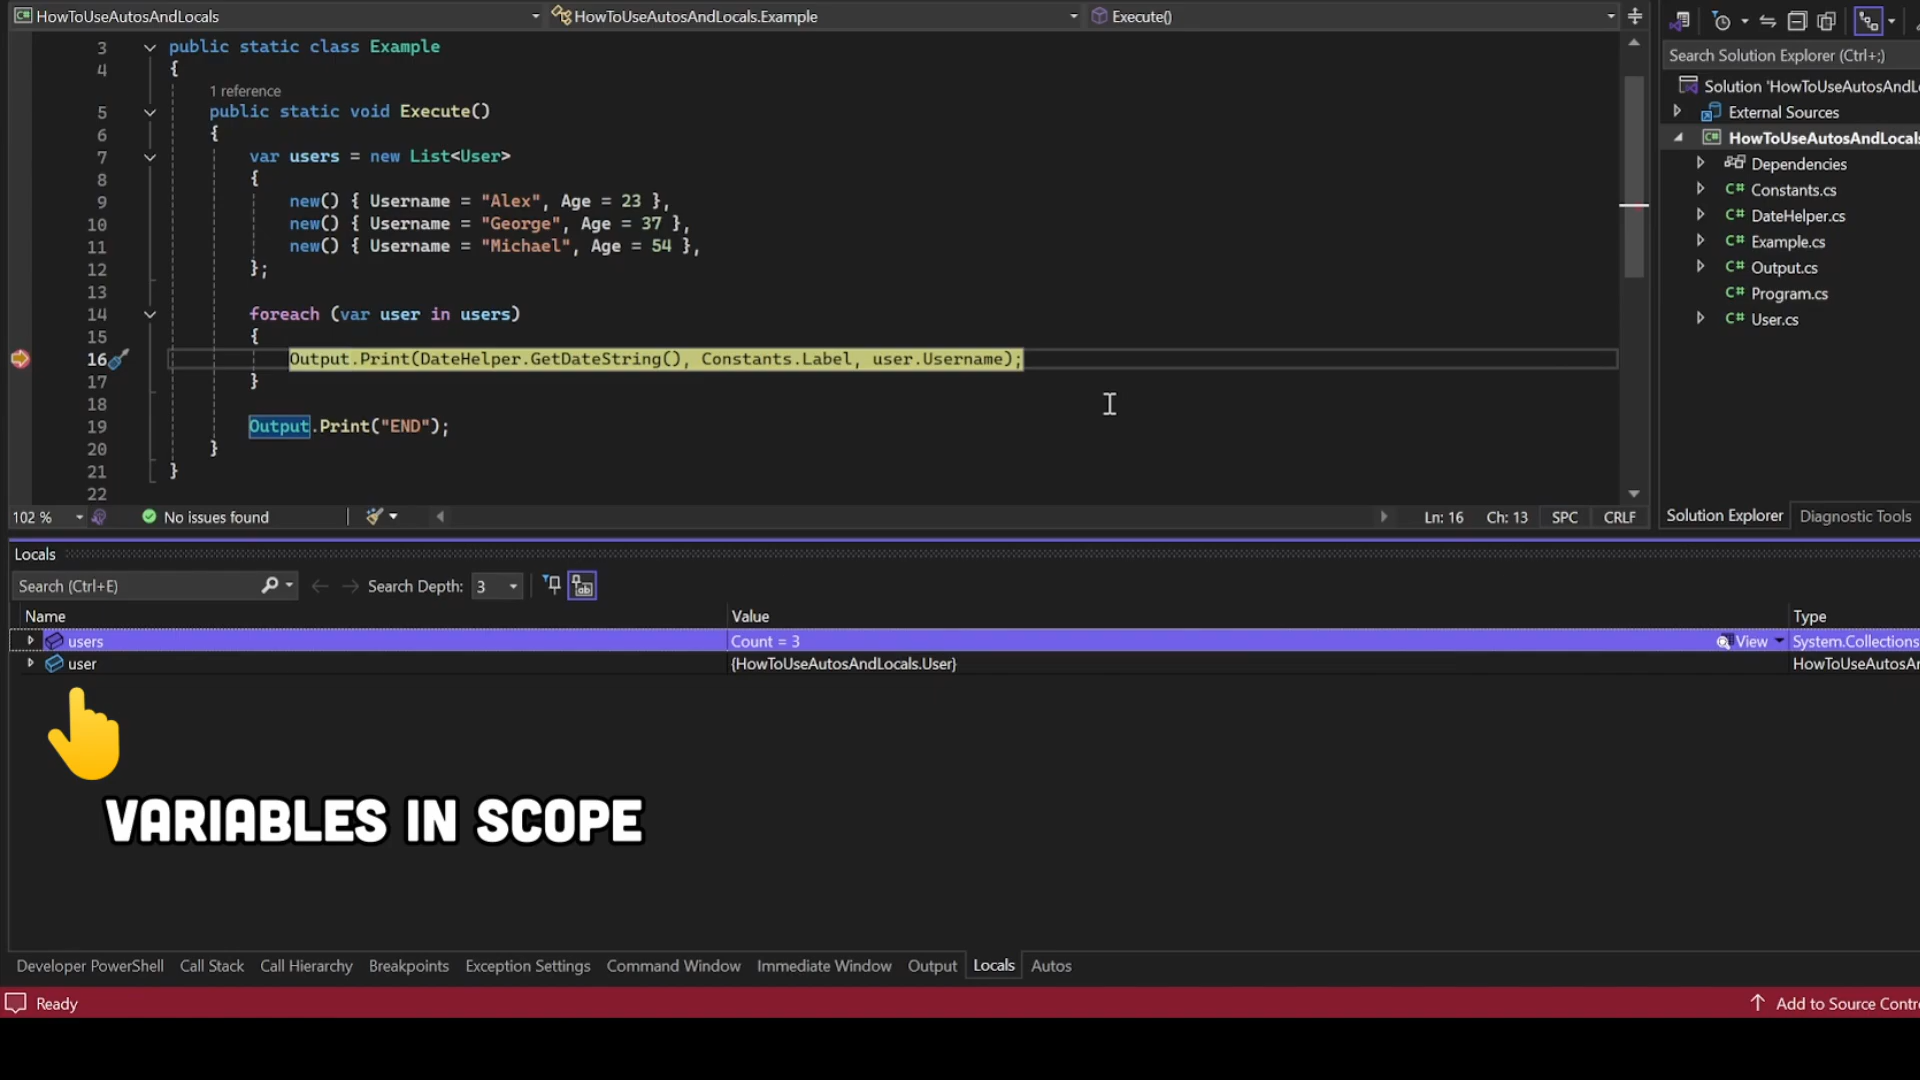 HowToUseAutosAndLocals
HowToUseAutosAndLocals.Example
Execute()
3 public static class Example
4 {
1 reference
5 public static void Execute()
6 {
7 var users = new List<User>
8 {
9 new() { Username = "Alex", Age = 23 },
10 new() { Username = "George", Age = 37 },
11 new() { Username = "Michael", Age = 54 },
12 };
13
14 foreach (var user in users)
15 {
16 Output.Print(DateHelper.GetDateString(), Constants.Label, user.Username);
17 }
18
19 Output.Print("END");
20 }
21 }
22
102 %
No issues found
Ln: 16 Ch: 13 SPC CRLF
Search Solution Explorer (Ctrl+;)
Solution 'HowToUseAutosAndL
External Sources
C# HowToUseAutosAndLocals
Dependencies
C# Constants.cs
C# DateHelper.cs
C# Example.cs
C# Output.cs
C# Program.cs
C# User.cs
Solution Explorer Diagnostic Tools
Locals
Search (Ctrl+E) Search Depth: 3
Name Value Type
users Count = 3 View System.Collections
user {HowToUseAutosAndLocals.User} HowToUseAutosAn
VARIABLES IN SCOPE
Developer PowerShell Call Stack Call Hierarchy Breakpoints Exception Settings Command Window Immediate Window Output Locals Autos
Ready Add to Source Contro